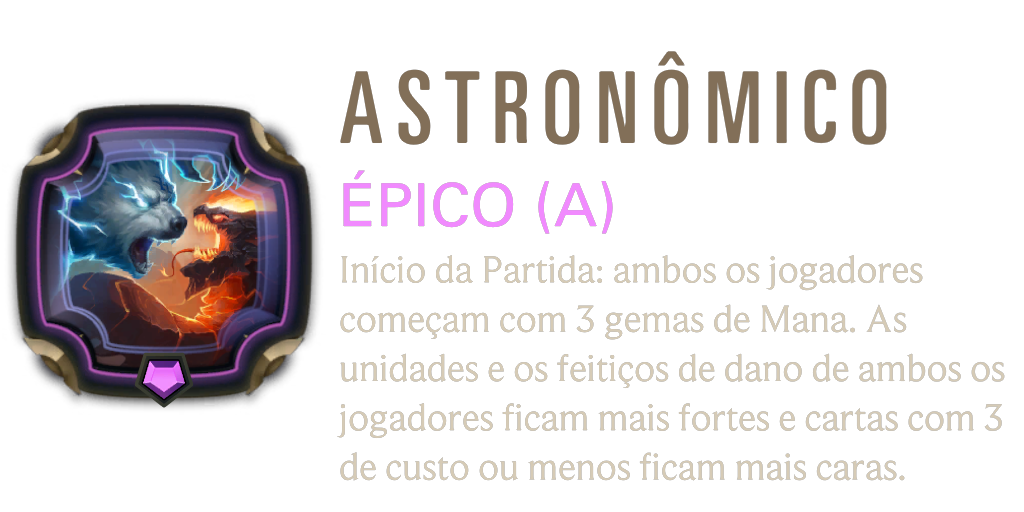 ASTRONÔMICO
ÉPICO (A)
Início da Partida: ambos os jogadores
começam com 3 gemas de Mana. As
unidades e os feitiços de dano de ambos os
jogadores ficam mais fortes e cartas com 3
de custo ou menos ficam mais caras.